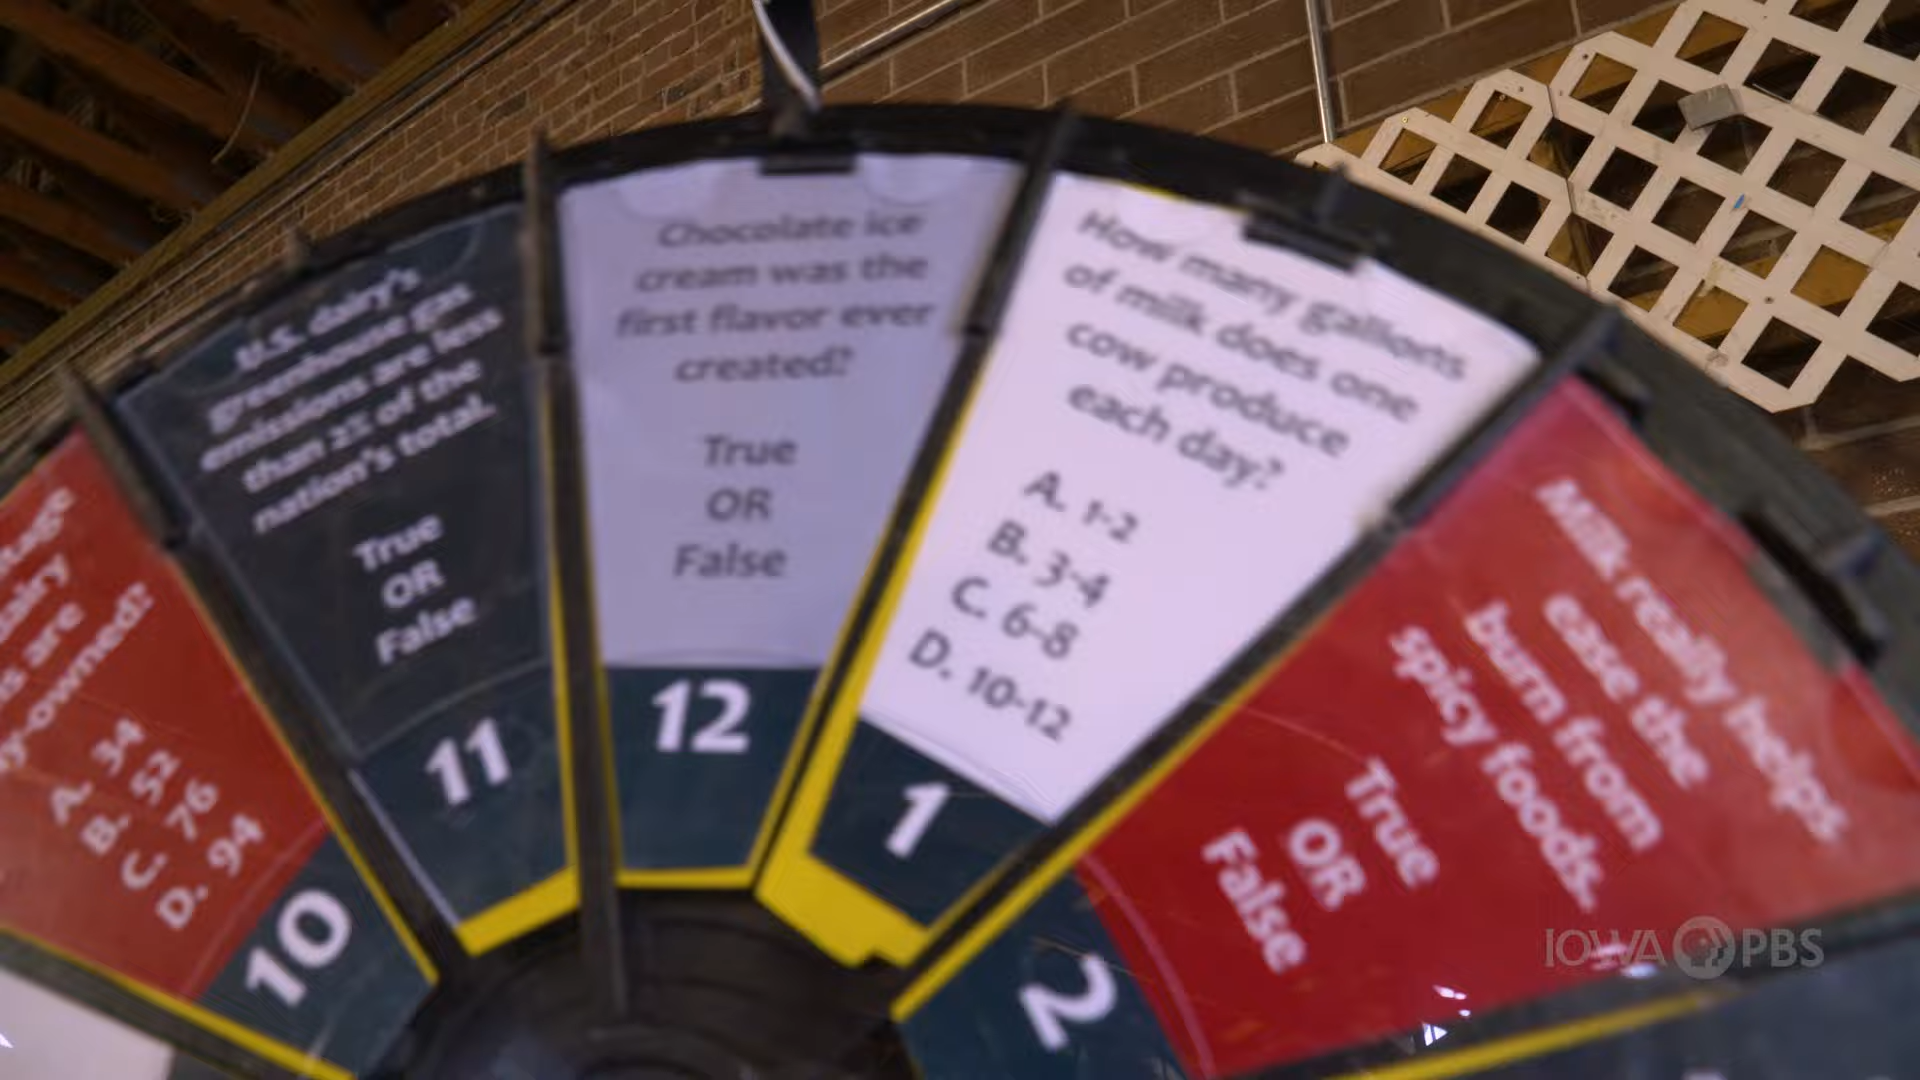 airy
s are
y-owned?
A. 34
B. 52
C. 76
D. 94
10
U.S. dairy's
greenhouse gas
emissions are less
than 2% of the
nation's total.
True
OR
False
11
Chocolate ice
cream was the
first flavor ever
created?
True
OR
False
12
How many gallons
of milk does one
cow produce
each day?
A. 1-2
B. 3-4
C. 6-8
D. 10-12
1
Milk really helps
ease the
burn from
spicy foods.
True
OR
False
2
IOWA PBS